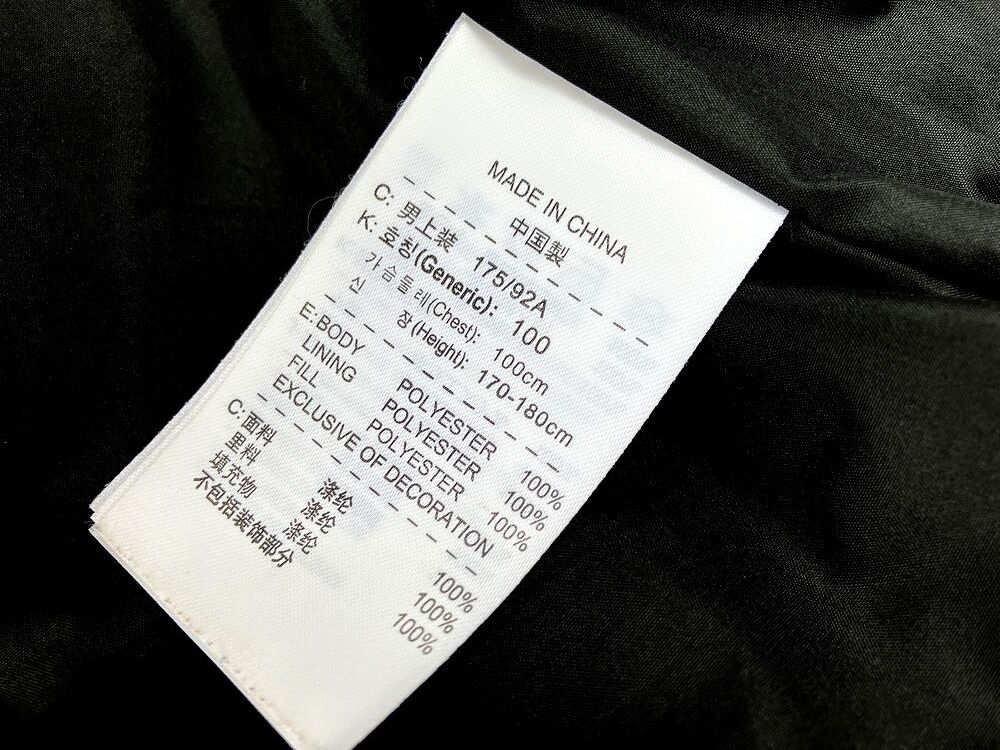 MADE IN CHINA
中国製
C: 男上装 175/92A
K: 호칭(Generic): 100
가슴둘레(Chest): 100cm
신 장(Height): 170-180cm
E: BODY POLYESTER 100%
LINING POLYESTER 100%
FILL POLYESTER 100%
EXCLUSIVE OF DECORATION
C: 面料 涤纶 100%
里料 涤纶 100%
填充物 涤纶 100%
不包括装饰部分